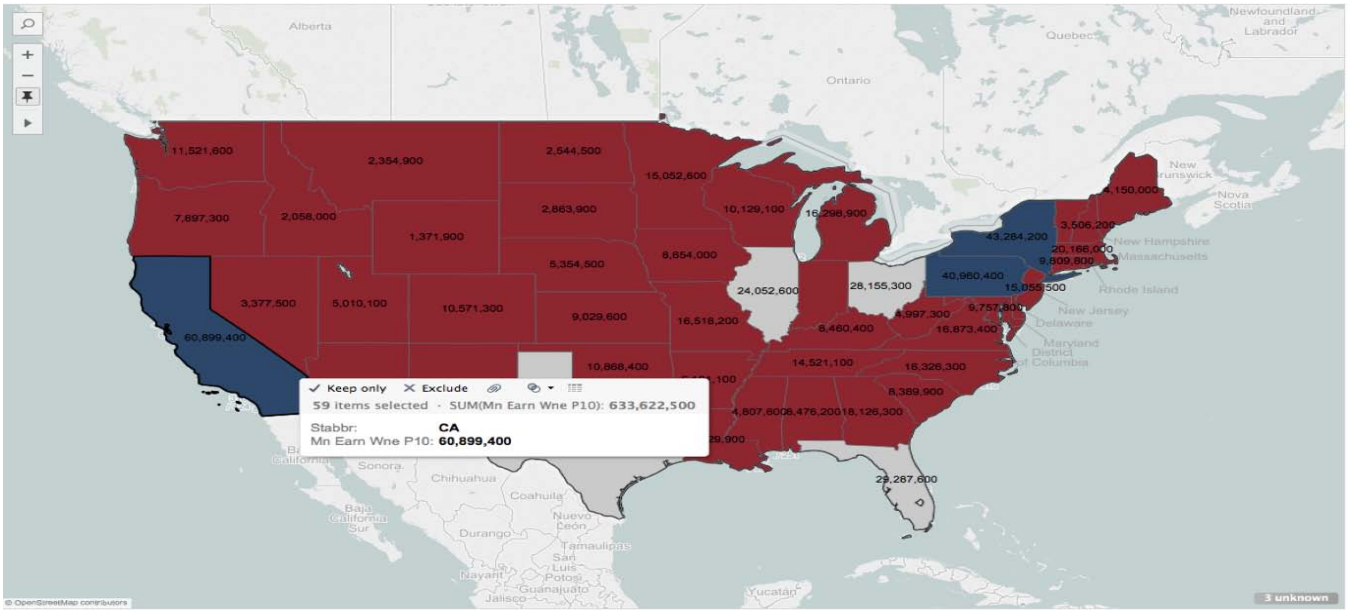 Newfoundland
and
Labrador
Alberta
Quebec
Ontario
New
Brunswick
Nova
Scotia
11,521,600
2,354,900
2,544,500
15,052,600
4,150,000
7,897,300
2,058,000
2,863,900
10,129,100
16,298,900
3,506,200
1,371,900
43,284,200
New Hampshire
20,166,000
Massachusetts
9,809,800
5,354,500
8,654,000
40,960,400
Rhode Island
15,055,500
3,377,500
5,010,100
10,571,300
24,052,600
28,155,300
New Jersey
9,029,600
16,518,200
4,997,300
9,757,800
Delaware
60,899,400
8,460,400
16,873,400
Maryland
District
of Columbia
10,868,400
14,521,100
16,326,300
Keep only
Exclude
59 items selected · SUM(Mn Earn Wne P10): 633,622,500
8,389,900
Stabbr: CA
Mn Earn Wne P10: 60,899,400
4,807,600
8,476,200
18,126,300
29,900
29,287,600
California
Sonora
Chihuahua
Coahuila
Baja
California
Sur
Nuevo
León
Durango
Tamaulipas
San
Luis
Potosí
Nayarit
Guanajuato
Jalisco
Yucatán
© OpenStreetMap contributors
3 unknown